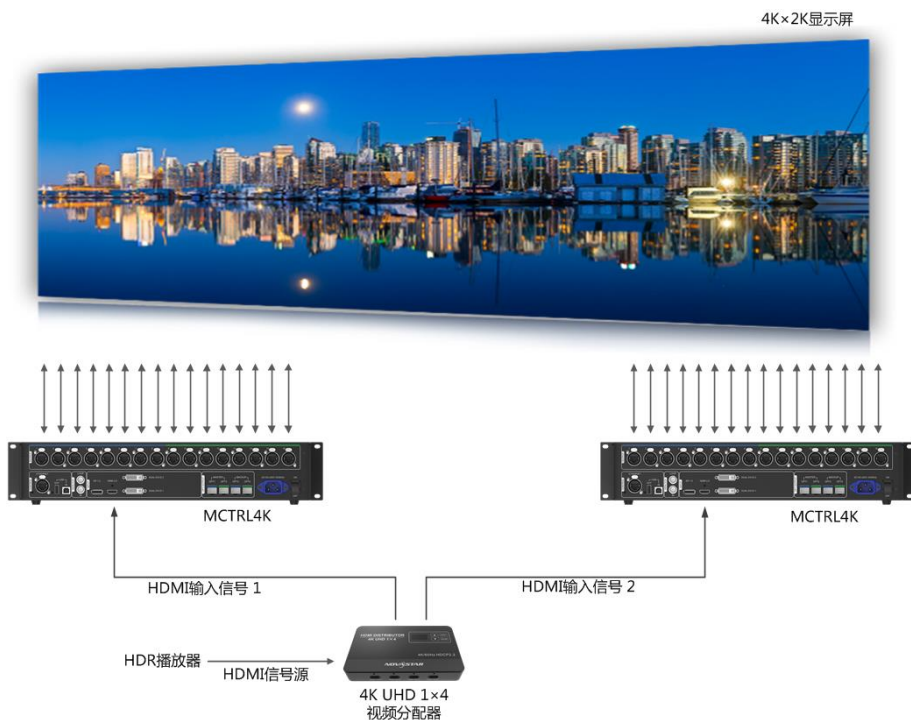 4K×2K显示屏
MCTRL4K
MCTRL4K
HDMI输入信号 1
HDMI输入信号 2
HDR播放器
HDMI信号源
4K UHD 1×4
视频分配器